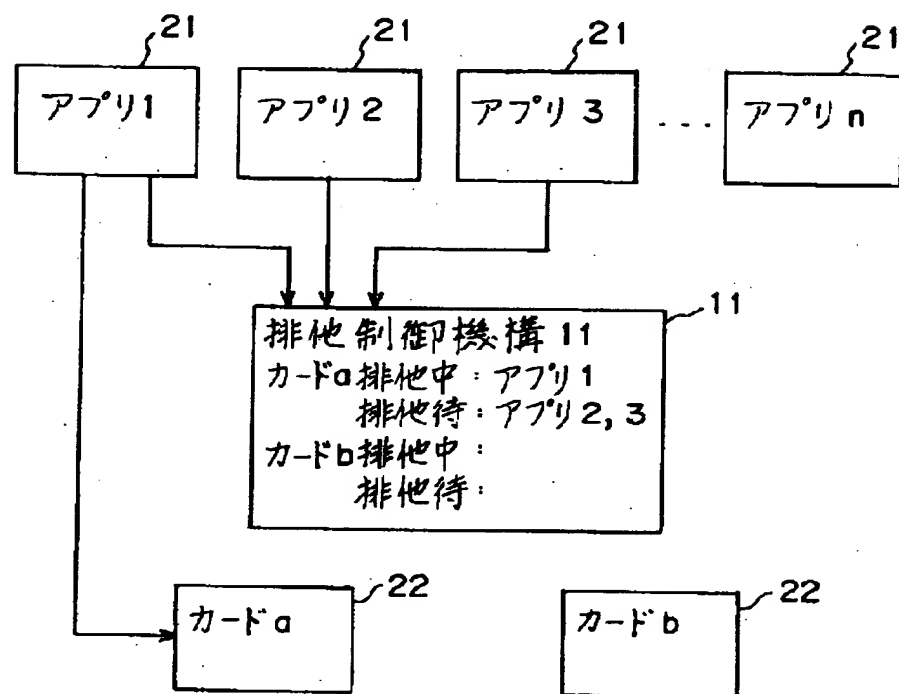 21
21
21
21
アプリ1
アプリ2
アプリ3
....
アプリn
11
排他制御機構11
カードa排他中:アプリ1
排他待:アプリ2,3
カードb排他中:
排他待:
22
22
カードa
カードb